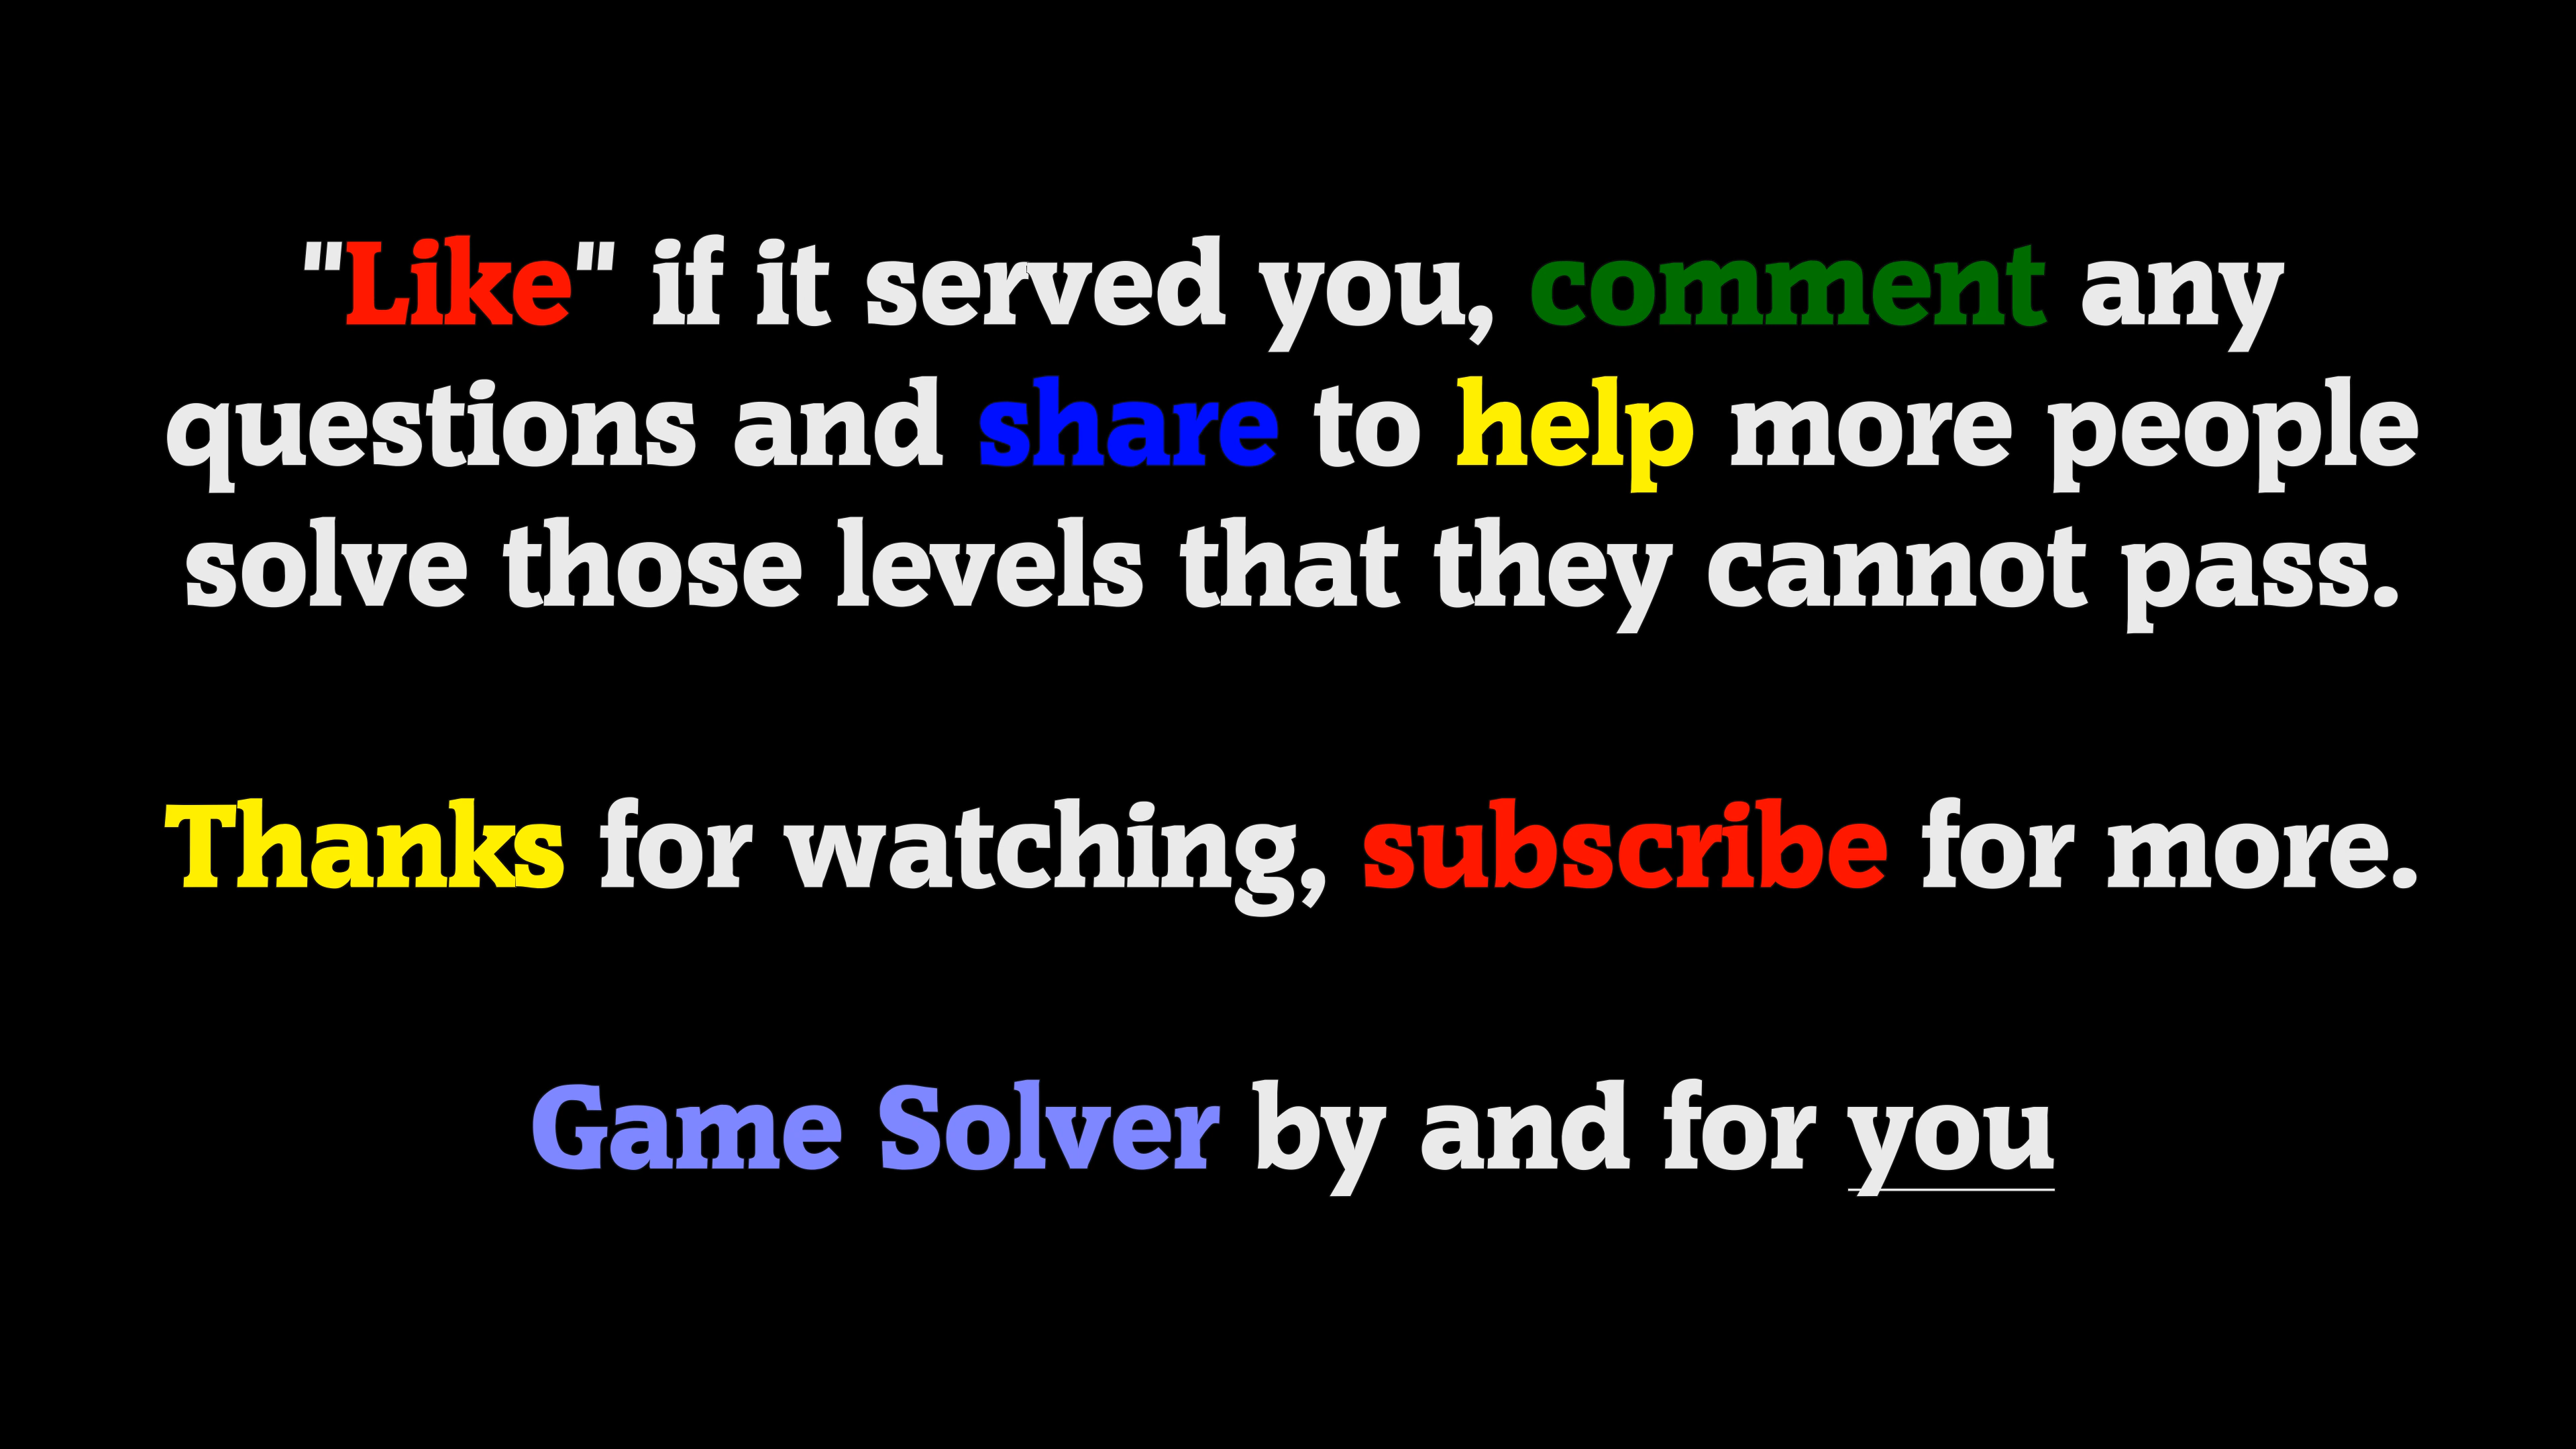 "Like" if it served you, comment any
questions and share to help more people
solve those levels that they cannot pass.
Thanks for watching, subscribe for more.
Game Solver by and for you